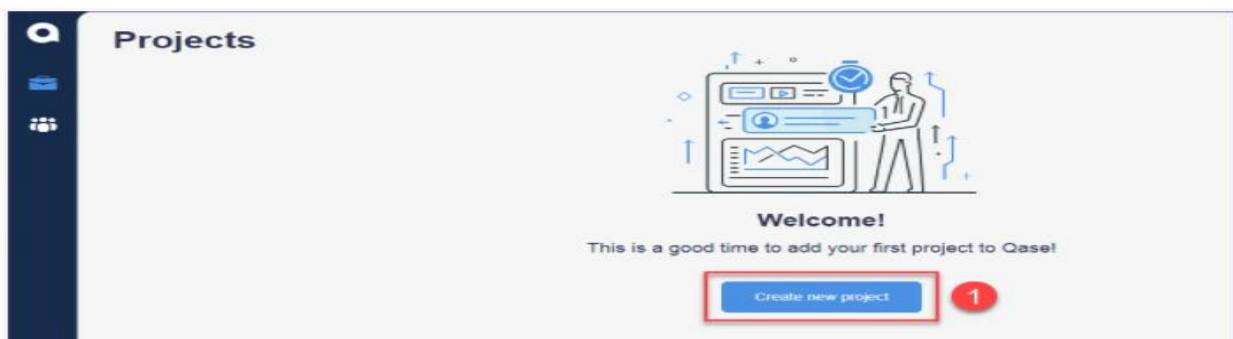 Projects
Welcome!
This is a good time to add your first project to Qase!
Create new project
1